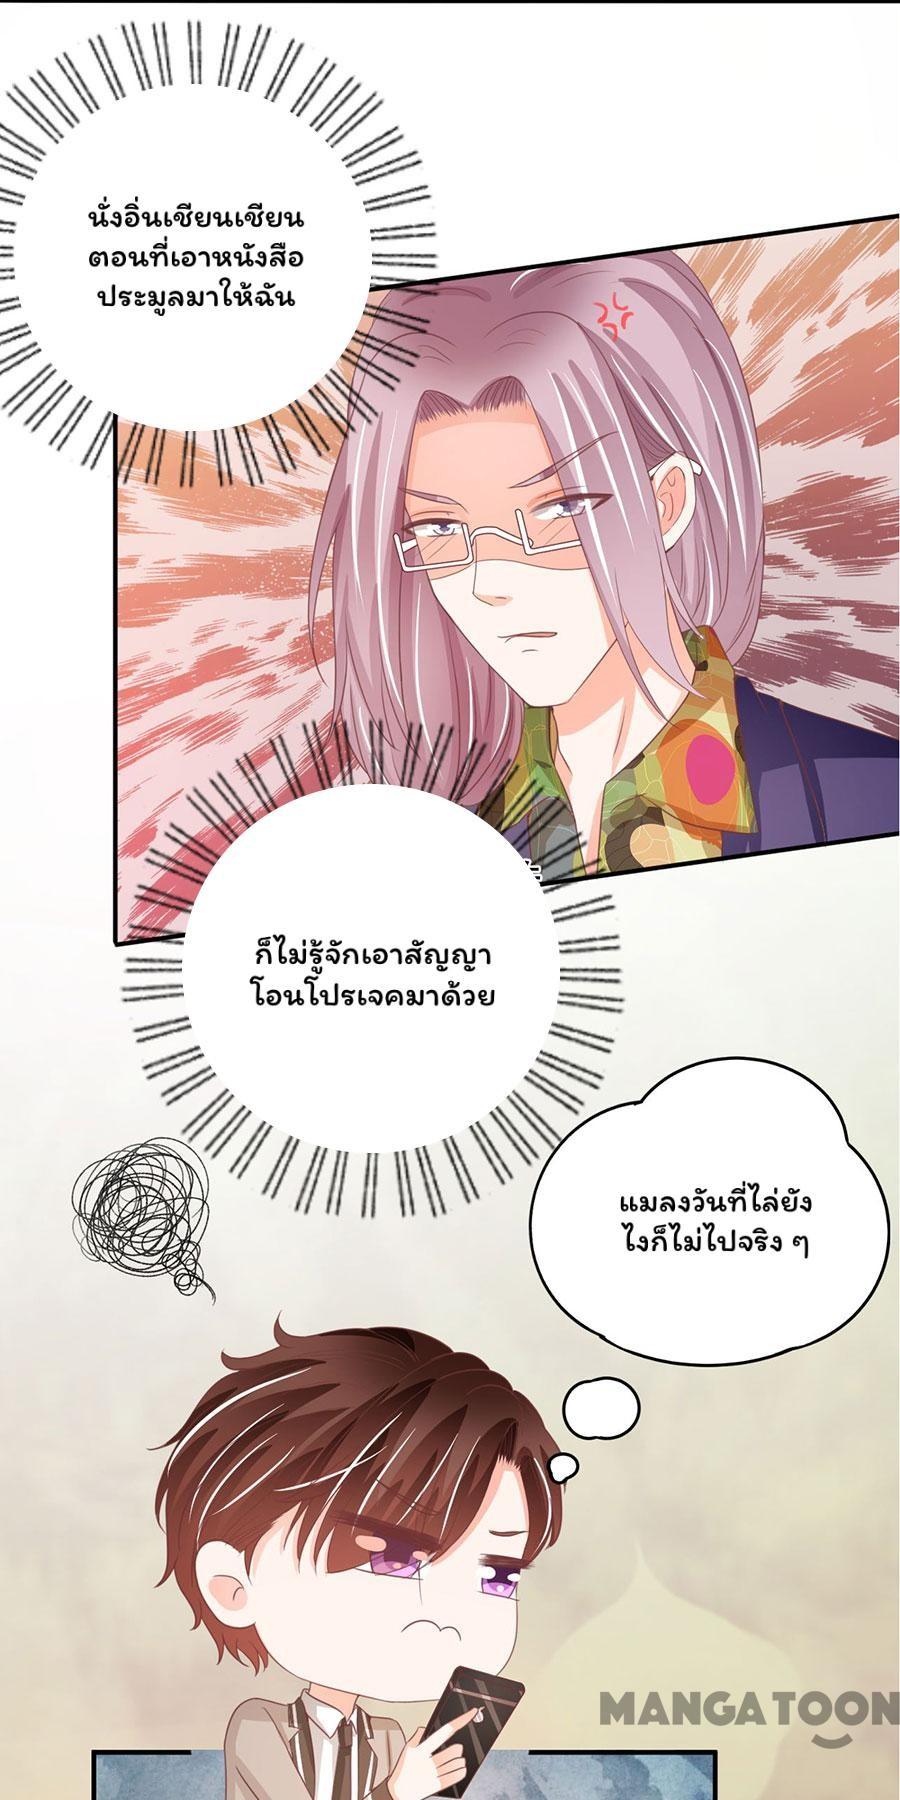 นั่งอิ่นเชียนเชียน
ตอนที่เอาหนังสือ
ประมูลมาให้ฉัน
ก็ไม่รู้จักเอาสัญญา
โอนโปรเจคมาด้วย
แมลงวันที่ไล่ยัง
ไงก็ไม่ไปจริง ๆ
MANGATOON